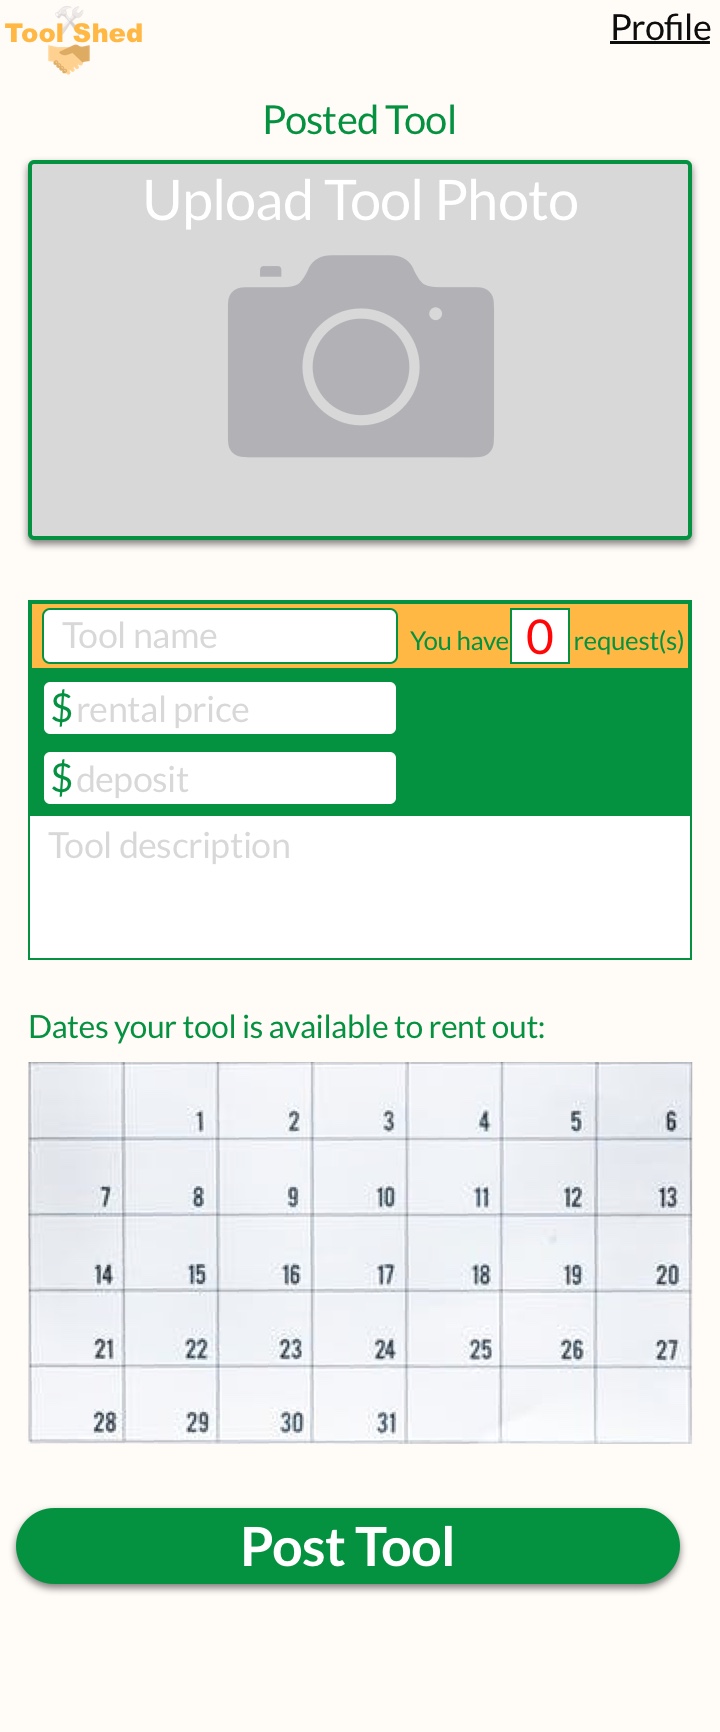 Tool Shed
Profile
Posted Tool
Upload Tool Photo
Tool name
You have 0 request(s)
$ rental price
$ deposit
Tool description
Dates your tool is available to rent out:
1 2 3 4 5 6
7 8 9 10 11 12 13
14 15 16 17 18 19 20
21 22 23 24 25 26 27
28 29 30 31
Post Tool